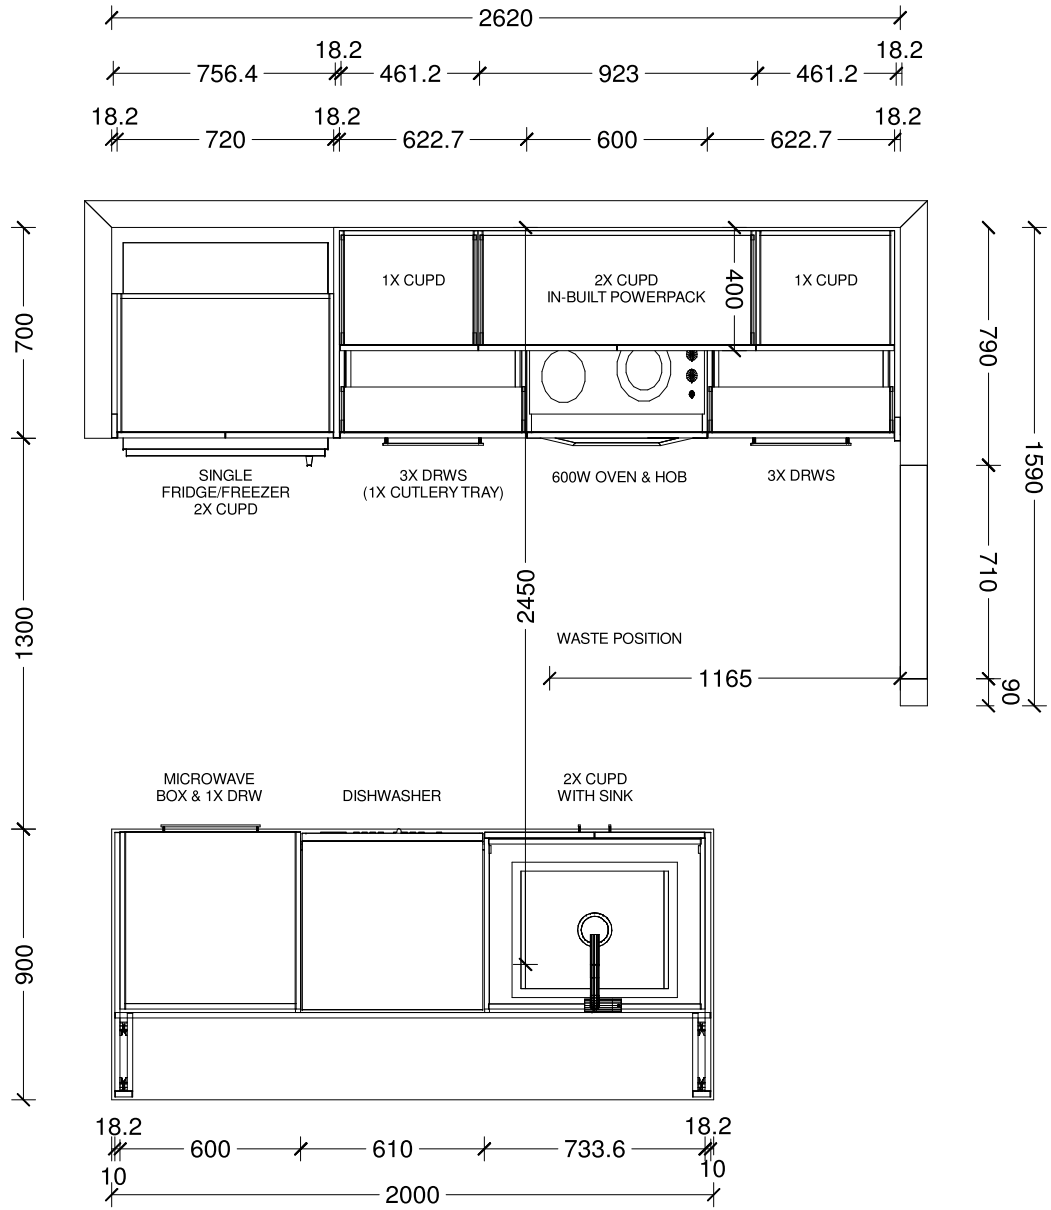 2620
18.2 18.2
756.4 461.2 923 461.2
18.2 18.2 18.2
720 622.7 600 622.7
1X CUPD
2X CUPD
IN-BUILT POWERPACK
400
1X CUPD
700
790
SINGLE
FRIDGE/FREEZER
2X CUPD
3X DRWS
(1X CUTLERY TRAY)
600W OVEN & HOB
3X DRWS
1590
710
2450
1300
WASTE POSITION
1165
90
MICROWAVE
BOX & 1X DRW
DISHWASHER
2X CUPD
WITH SINK
900
18.2 18.2
600 610 733.6
10 10
2000